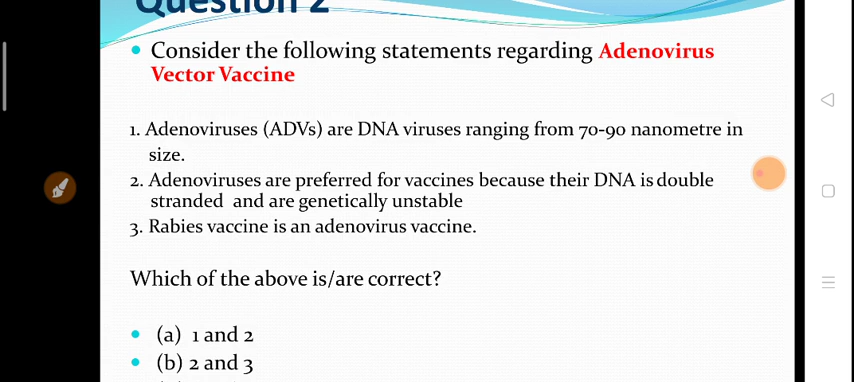 Question 2
Consider the following statements regarding Adenovirus
Vector Vaccine
1. Adenoviruses (ADVs) are DNA viruses ranging from 70-90 nanometre in
size.
2. Adenoviruses are preferred for vaccines because their DNA is double
stranded and are genetically unstable
3. Rabies vaccine is an adenovirus vaccine.
Which of the above is/are correct?
(a) 1 and 2
(b) 2 and 3